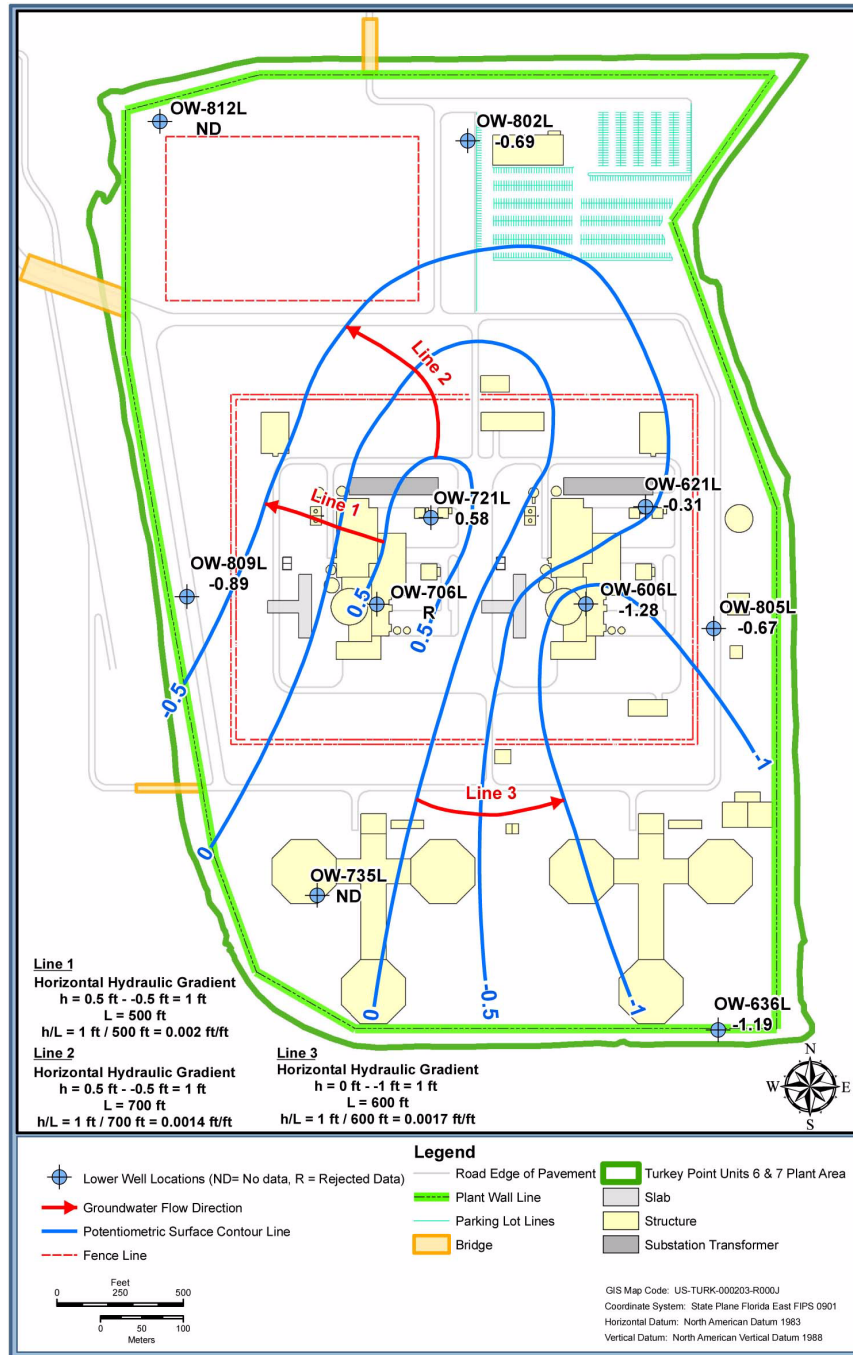 OW-812L
ND
OW-802L
-0.69
Line 2
Line 1
OW-721L
0.58
OW-621L
-0.31
OW-809L
-0.89
OW-706L
R
OW-606L
-1.28
OW-805L
-0.67
0.5
0.5
-0.5
-1
Line 3
0
OW-735L
ND
0
-0.5
-1
OW-636L
-1.19
Line 1
Horizontal Hydraulic Gradient
h = 0.5 ft - -0.5 ft = 1 ft
L = 500 ft
h/L = 1 ft / 500 ft = 0.002 ft/ft
Line 2
Horizontal Hydraulic Gradient
h = 0.5 ft - -0.5 ft = 1 ft
L = 700 ft
h/L = 1 ft / 700 ft = 0.0014 ft/ft
Line 3
Horizontal Hydraulic Gradient
h = 0 ft - -1 ft = 1 ft
L = 600 ft
h/L = 1 ft / 600 ft = 0.0017 ft/ft
N
W
E
S
Legend
Lower Well Locations (ND= No data, R = Rejected Data)
Groundwater Flow Direction
Potentiometric Surface Contour Line
Fence Line
Road Edge of Pavement
Plant Wall Line
Parking Lot Lines
Bridge
Turkey Point Units 6 & 7 Plant Area
Slab
Structure
Substation Transformer
Feet
0 250 500
0 50 100
Meters
GIS Map Code: US-TURK-000203-R000J
Coordinate System: State Plane Florida East FIPS 0901
Horizontal Datum: North American Datum 1983
Vertical Datum: North American Vertical Datum 1988